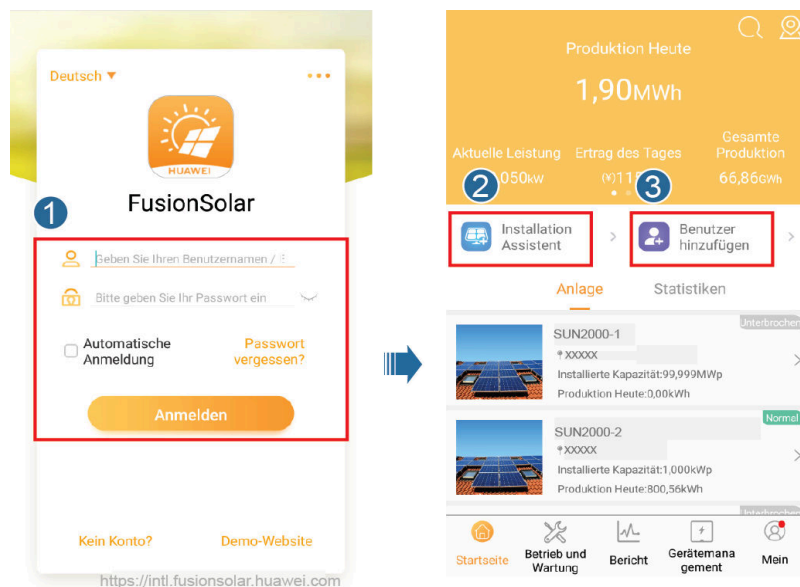 Deutsch
HUAWEI
FusionSolar
1
Geben Sie Ihren Benutzernamen /
Bitte geben Sie Ihr Passwort ein
Automatische
Anmeldung
Passwort
vergessen?
Anmelden
Kein Konto?
Demo-Website
https://intl.fusionsolar.huawei.com
Produktion Heute
1,90MWh
Aktuelle Leistung
Ertrag des Tages
Gesamte
Produktion
050kW
(¥)11
66,86GWh
2
Installation
Assistent
3
Benutzer
hinzufügen
Anlage
Statistiken
Unterbrochen
SUN2000-1
XXXXX
Installierte Kapazität:99,999MWp
Produktion Heute:0,00kWh
Normal
SUN2000-2
XXXXX
Installierte Kapazität:1,000kWp
Produktion Heute:800,56kWh
Unterbrochen
Startseite
Betrieb und
Wartung
Bericht
Gerätemana
gement
Mein